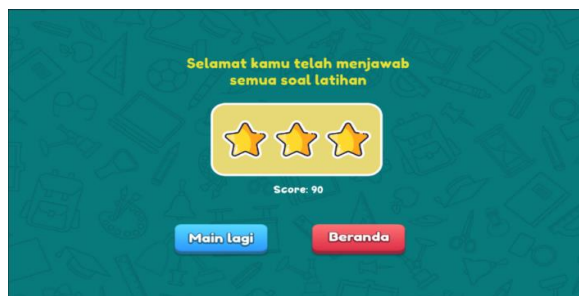 Selamat kamu telah menjawab
semua soal latihan
Score: 90
Main lagi
Beranda